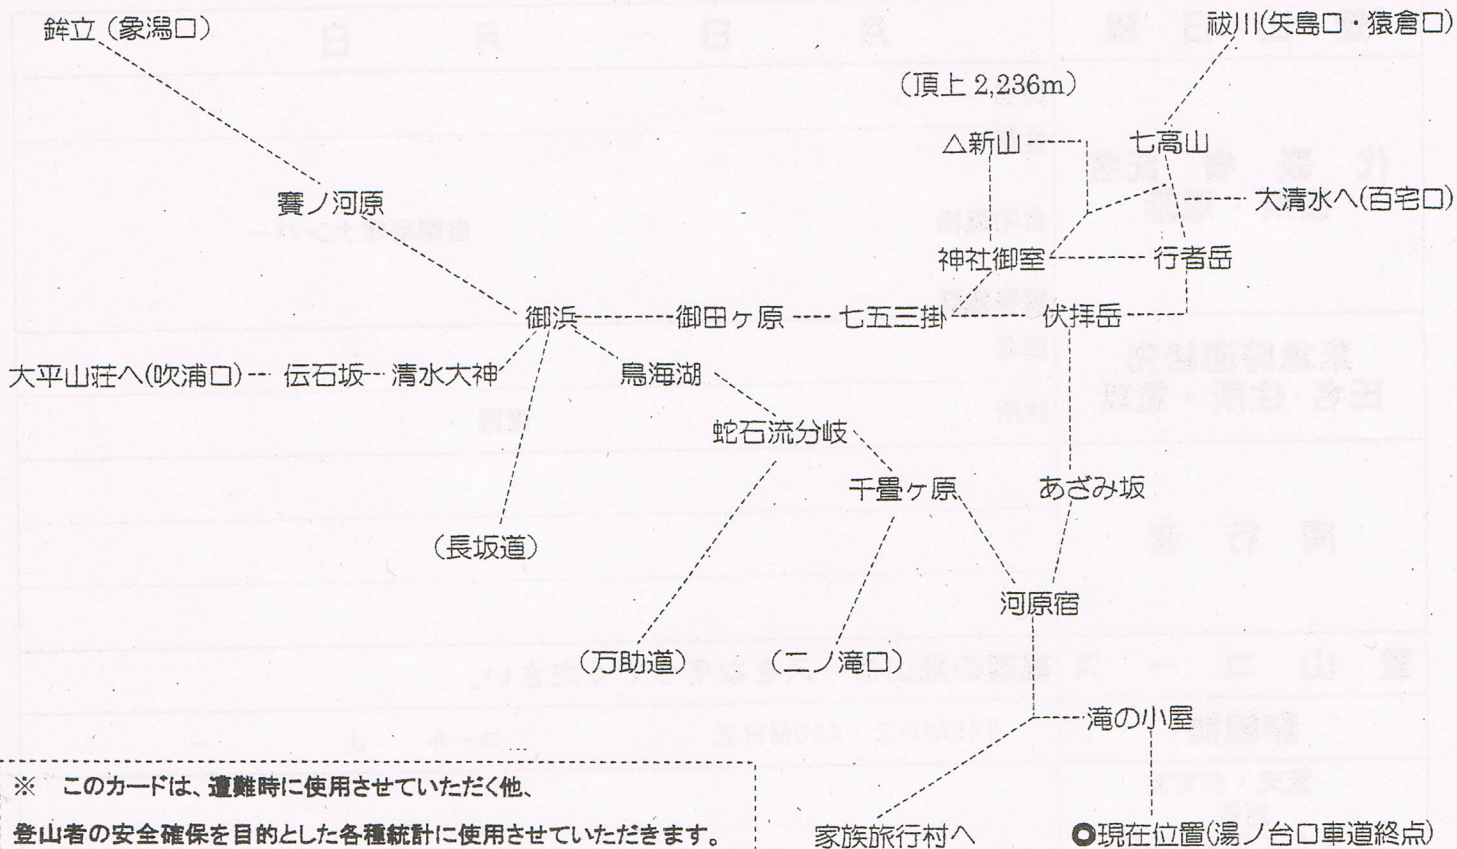 鉾立（象潟口）
祓川(矢島口・猿倉口)
（頂上 2,236m）
△新山
七高山
賽ノ河原
大清水へ(百宅口)
神社御室
行者岳
御浜
御田ヶ原
七五三掛
伏拝岳
大平山荘へ(吹浦口)
伝石坂
清水大神
鳥海湖
蛇石流分岐
千畳ヶ原
あざみ坂
（長坂道）
河原宿
（万助道）
（二ノ滝口）
滝の小屋
※　このカードは、遭難時に使用させていただく他、
登山者の安全確保を目的とした各種統計に使用させていただきます。
家族旅行村へ
○現在位置(湯ノ台口車道終点)